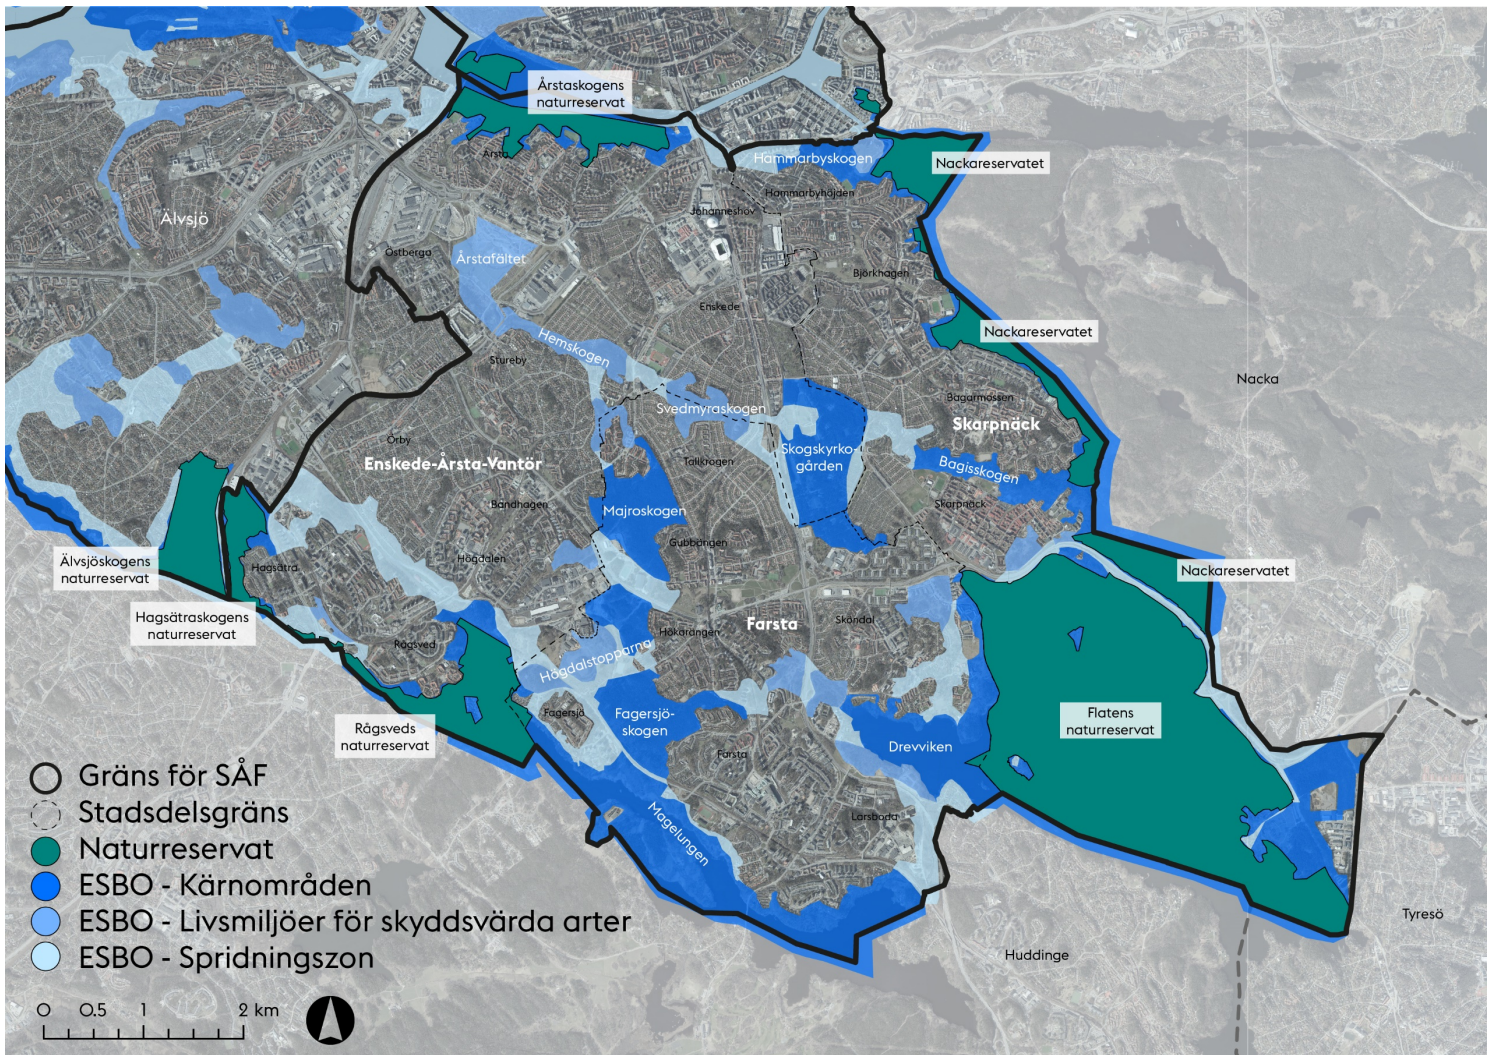 Årstaskogens
naturreservat
Årsta
Hammarbyskogen
Nackareservatet
Hammarbyhöjden
Johanneshov
Älvsjö
Östberga
Årstafältet
Björkhagen
Enskede
Nackareservatet
Hemskogen
Stureby
Nacka
Svedmyraskogen
Bagarmossen
Skarpnäck
Örby
Enskede-Årsta-Vantör
Tallkrogen
Skogskyrko-
gården
Bagisskogen
Bandhagen
Majroskogen
Skarpnäck
Gubbängen
Högdalen
Älvsjöskogens
naturreservat
Hagsätra
Nackareservatet
Hagsätraskogens
naturreservat
Farsta
Sköndal
Hökarängen
Rågsved
Högdalstopparna
Fagersjö
Fagersjö-
skogen
Flatens
naturreservat
Rågsveds
naturreservat
Drevviken
Farsta
Magelungen
Larsboda
Gräns för SÅF
Stadsdelsgräns
Naturreservat
ESBO - Kärnområden
ESBO - Livsmiljöer för skyddsvärda arter
ESBO - Spridningszon
Tyresö
Huddinge
0 0.5 1 2 km